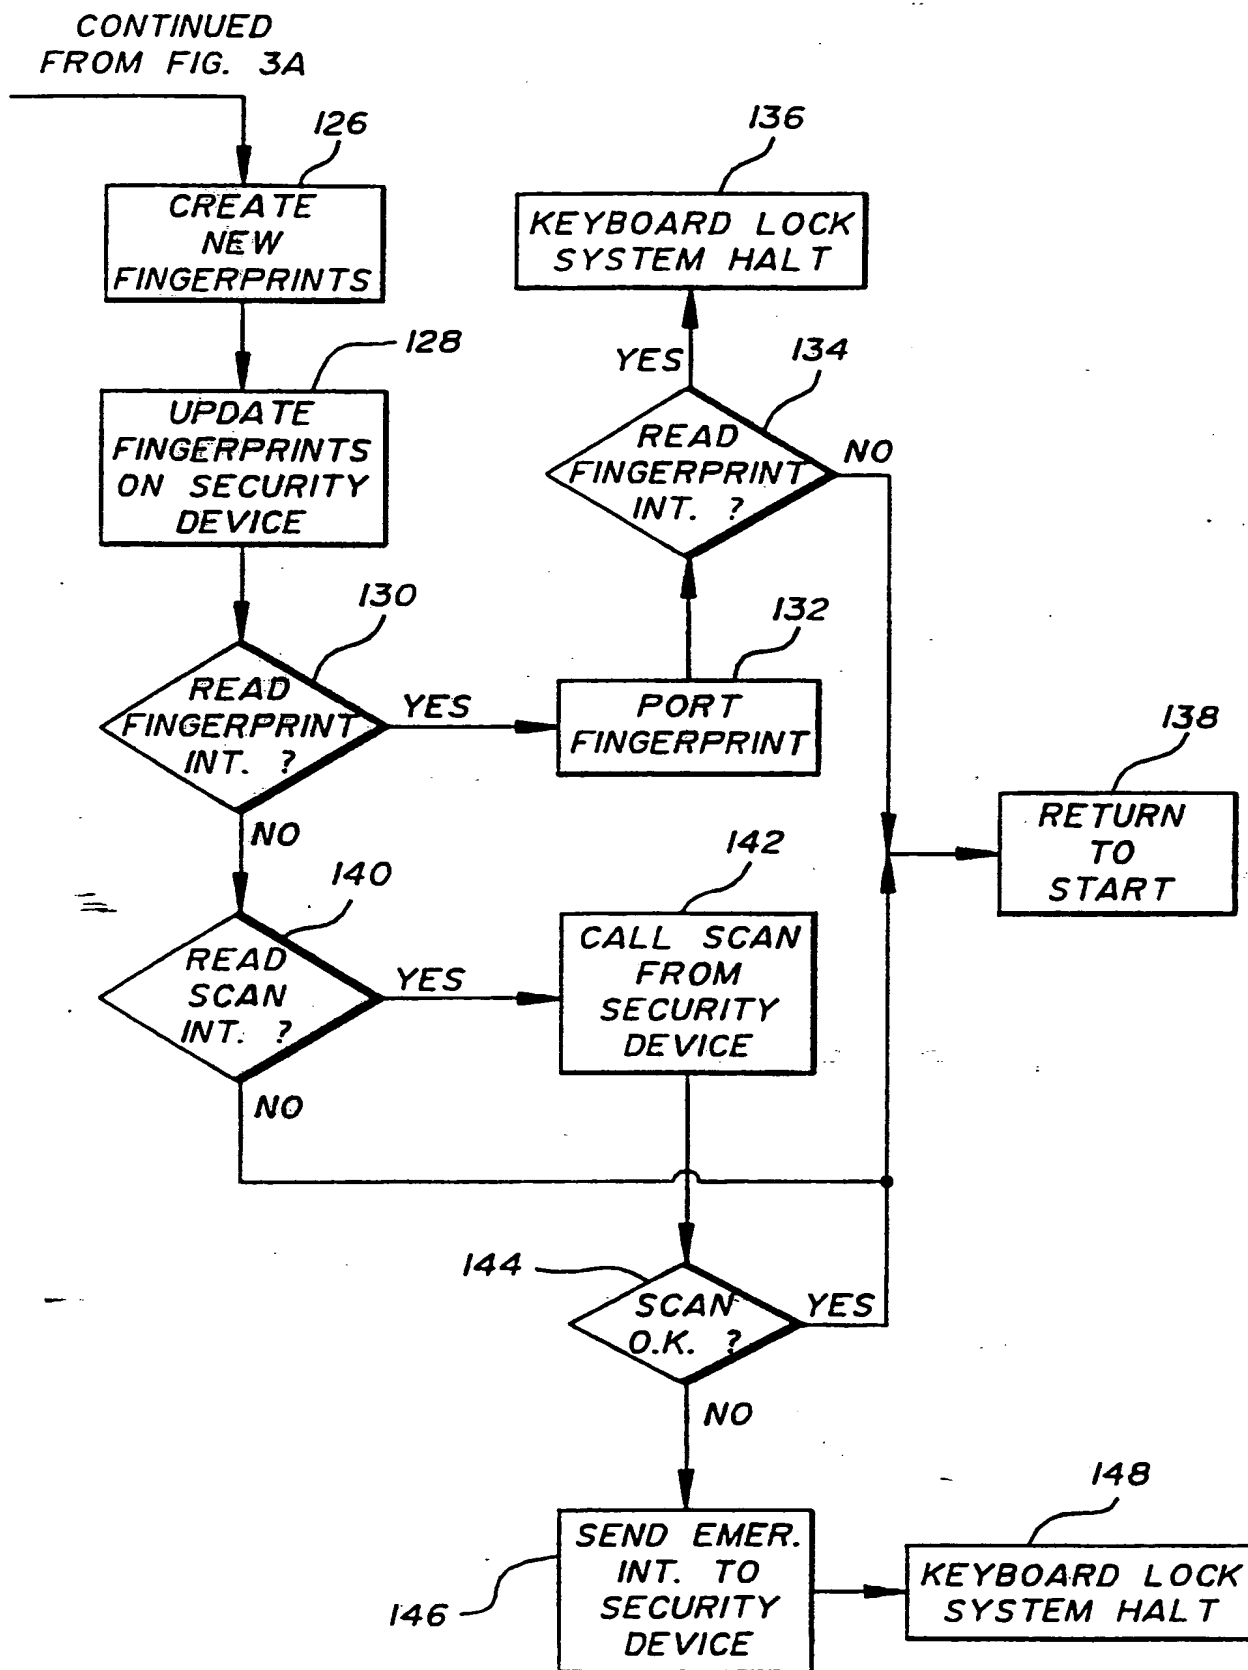 CONTINUED
FROM FIG. 3A
126
CREATE
NEW
FINGERPRINTS
128
UPDATE
FINGERPRINTS
ON SECURITY
DEVICE
130
READ
FINGERPRINT
INT. ?
YES
NO
132
PORT
FINGERPRINT
134
READ
FINGERPRINT
INT. ?
YES
NO
136
KEYBOARD LOCK
SYSTEM HALT
138
RETURN
TO
START
140
READ
SCAN
INT. ?
YES
NO
142
CALL SCAN
FROM
SECURITY
DEVICE
144
SCAN
O.K. ?
YES
NO
146
SEND EMER.
INT. TO
SECURITY
DEVICE
148
KEYBOARD LOCK
SYSTEM HALT